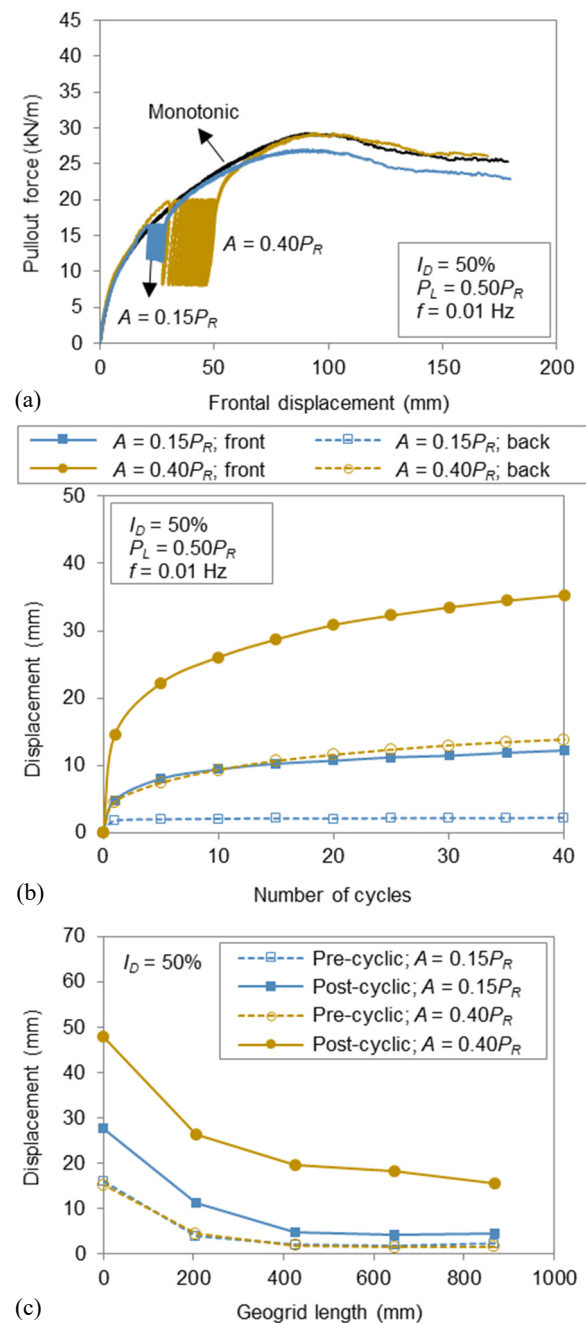 45
40
35
30
25
20
15
10
5
0
Pullout force (kN/m)
Monotonic
A = 0.40P_R
A = 0.15P_R
I_D = 50%
P_L = 0.50P_R
f = 0.01 Hz
0 50 100 150 200
(a)
Frontal displacement (mm)
A = 0.15P_R; front
A = 0.15P_R; back
A = 0.40P_R; front
A = 0.40P_R; back
50
40
30
20
10
0
Displacement (mm)
I_D = 50%
P_L = 0.50P_R
f = 0.01 Hz
0 10 20 30 40
(b)
Number of cycles
70
60
50
40
30
20
10
0
Displacement (mm)
I_D = 50%
Pre-cyclic; A = 0.15P_R
Post-cyclic; A = 0.15P_R
Pre-cyclic; A = 0.40P_R
Post-cyclic; A = 0.40P_R
0 200 400 600 800 1000
(c)
Geogrid length (mm)